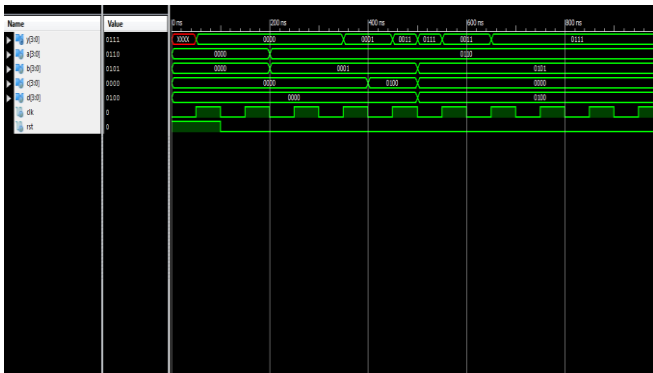 Name Value 0 ns 200 ns 400 ns 600 ns 800 ns
y[3:0] 0111 XXXX 0000 0001 0011 0111 0011 0111
a[3:0] 0110 0000 0110
b[3:0] 0101 0000 0001 0101
c[3:0] 0000 0000 0100 0000
d[3:0] 0100 0000 0100
clk 0
rst 0